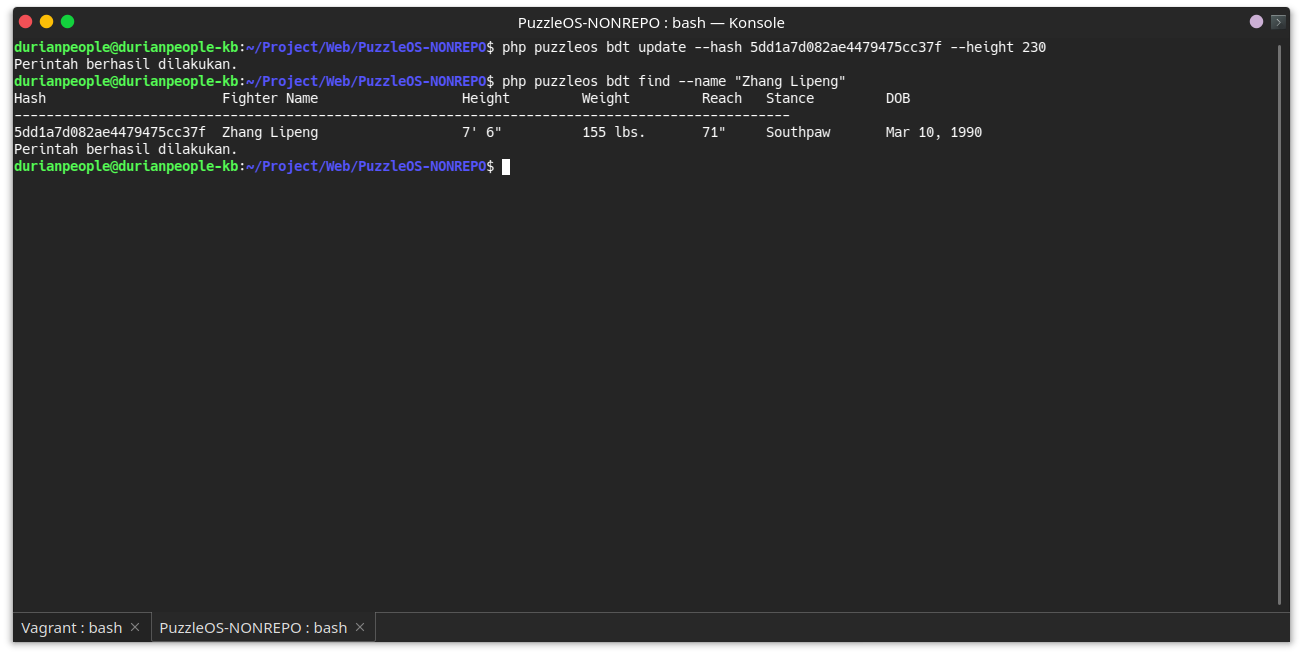 PuzzleOS-NONREPO : bash — Konsole
durianpeople@durianpeople-kb:~/Project/Web/PuzzleOS-NONREPO$ php puzzleos bdt update --hash 5dd1a7d082ae4479475cc37f --height 230
Perintah berhasil dilakukan.
durianpeople@durianpeople-kb:~/Project/Web/PuzzleOS-NONREPO$ php puzzleos bdt find --name "Zhang Lipeng"
Hash                      Fighter Name                  Height         Weight         Reach   Stance         DOB
-------------------------------------------------------------------------------------------------
5dd1a7d082ae4479475cc37f  Zhang Lipeng                  7' 6"          155 lbs.       71"     Southpaw       Mar 10, 1990
Perintah berhasil dilakukan.
durianpeople@durianpeople-kb:~/Project/Web/PuzzleOS-NONREPO$
Vagrant : bash × PuzzleOS-NONREPO : bash ×